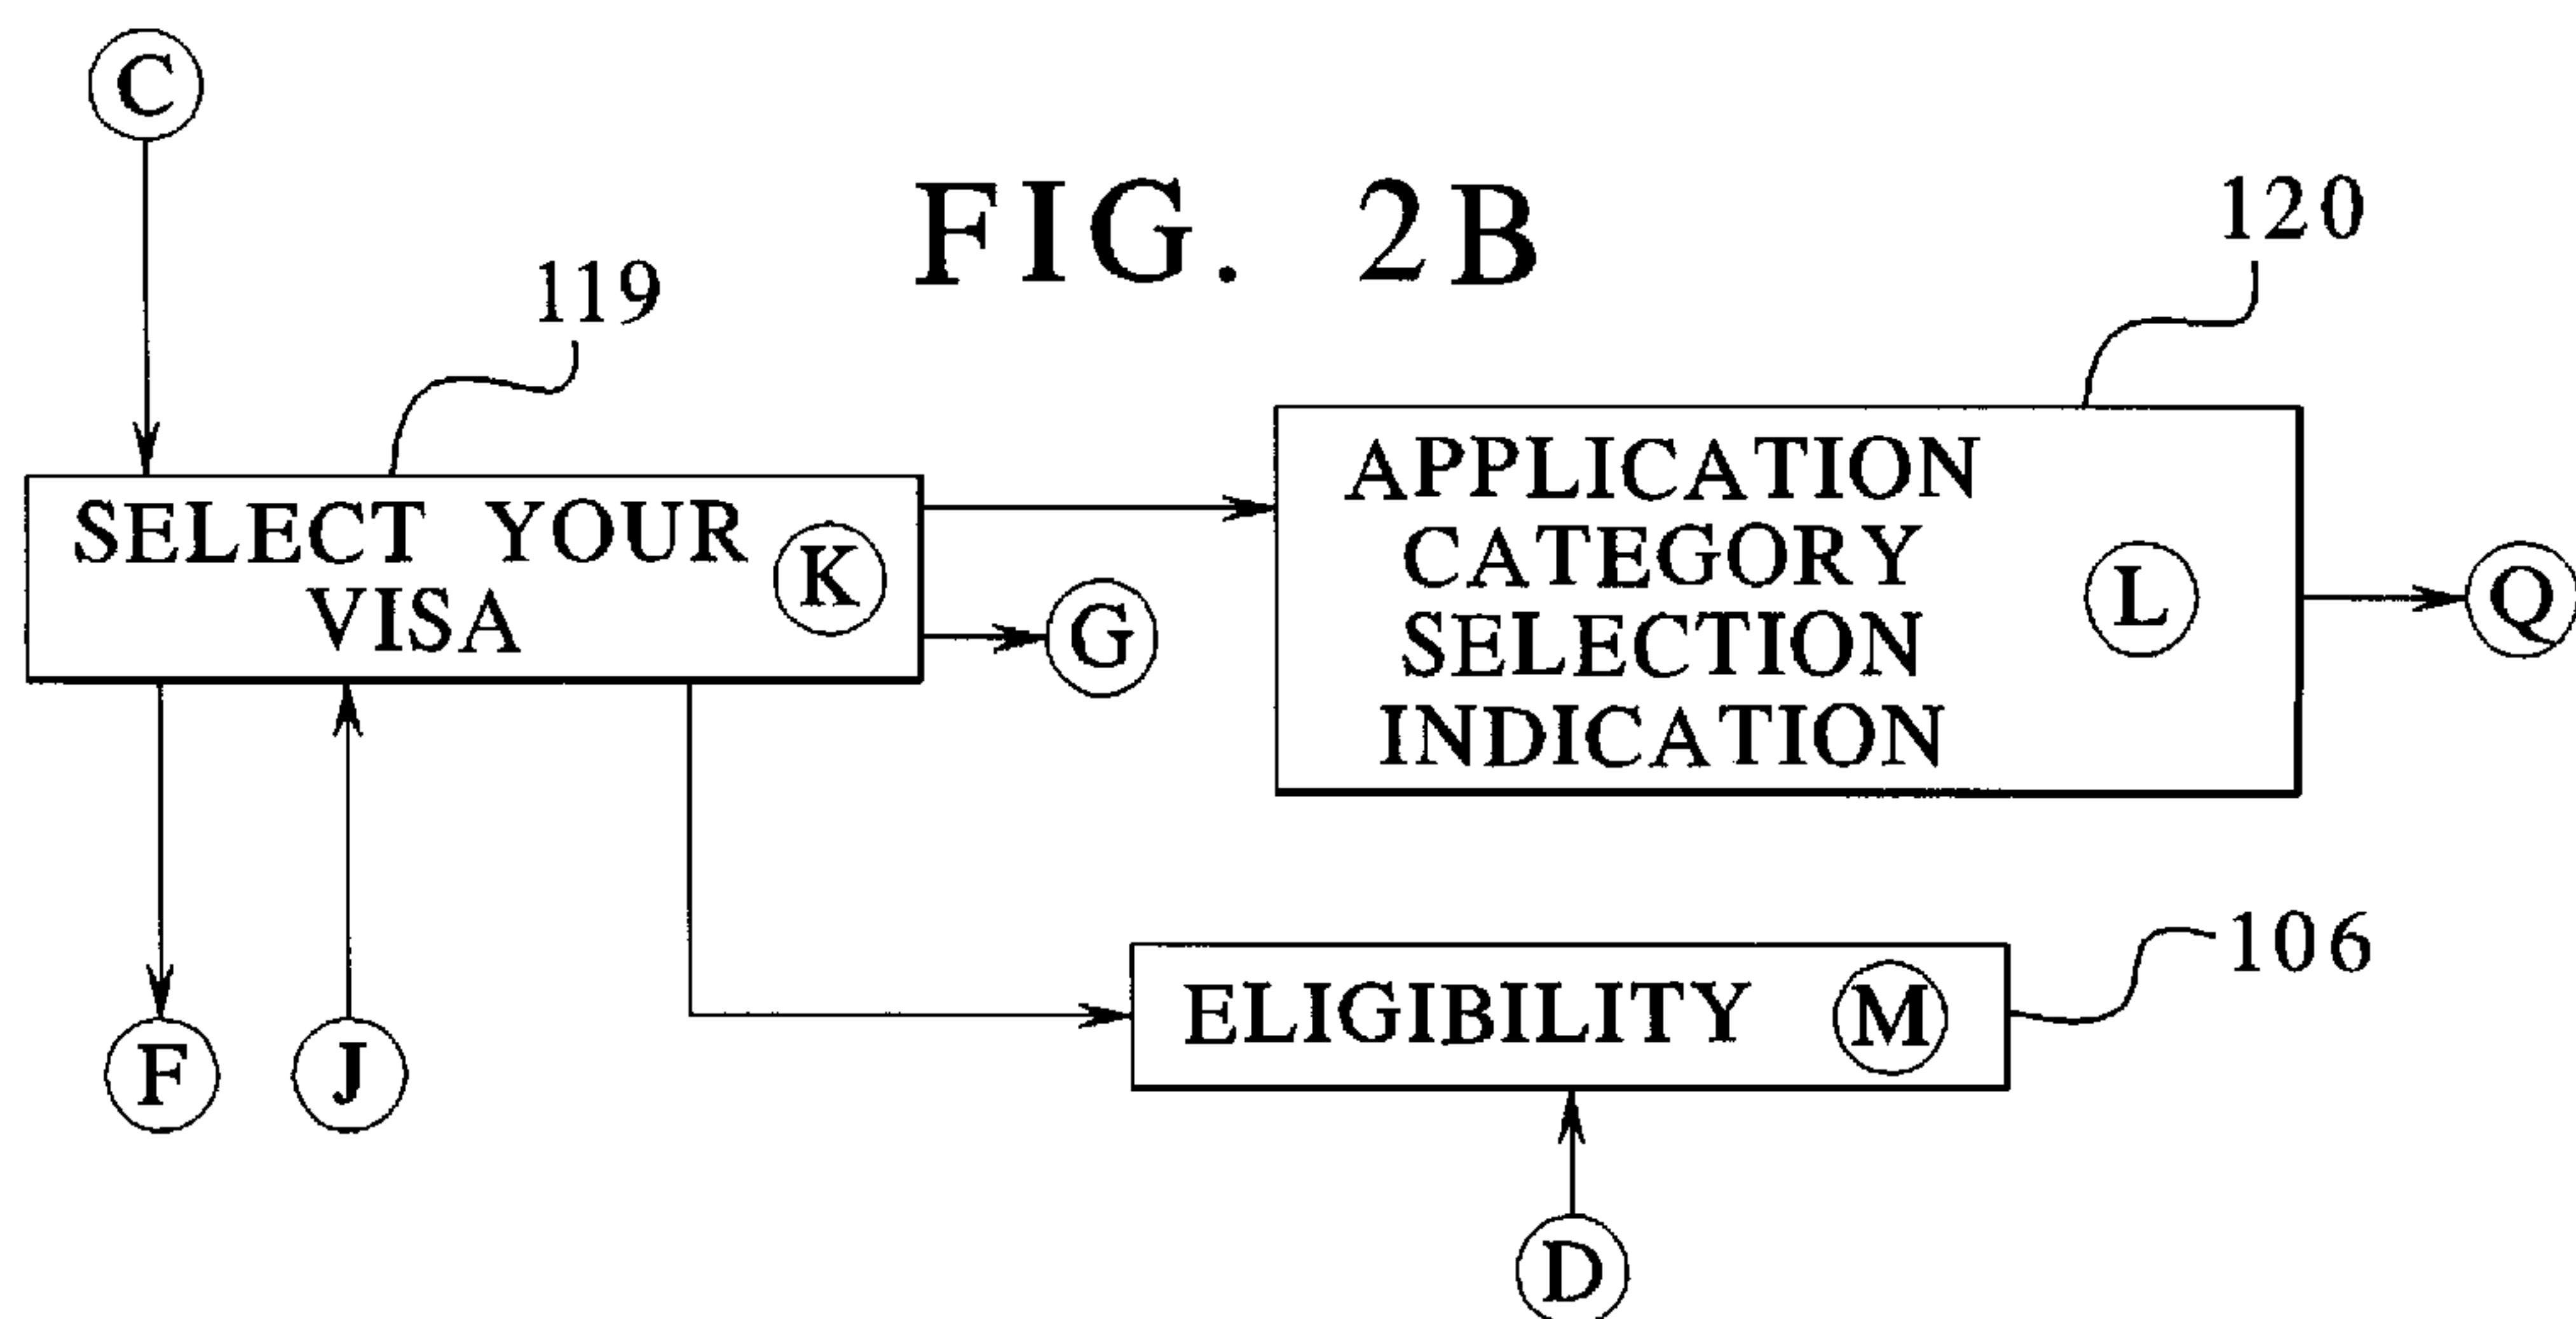 C
FIG. 2B
120
119
SELECT YOUR
VISA
K
G
APPLICATION
CATEGORY
SELECTION
INDICATION
L
Q
ELIGIBILITY
M
106
F
J
D